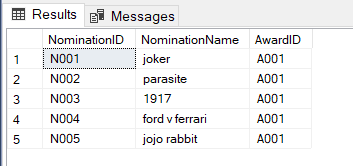 Results Messages
NominationID NominationName AwardID
1 N001 joker A001
2 N002 parasite A001
3 N003 1917 A001
4 N004 ford v ferrari A001
5 N005 jojo rabbit A001